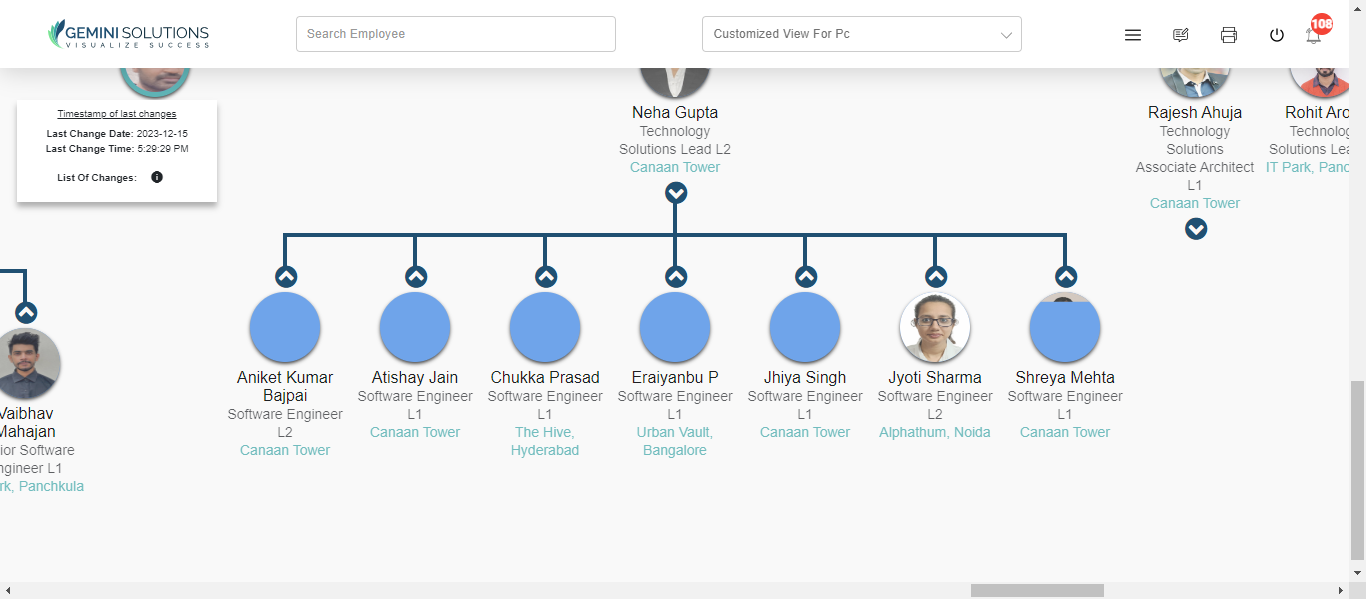 GEMINI SOLUTIONS
VISUALIZE SUCCESS
Search Employee
Customized View For Pc
108
Timestamp of last changes
Last Change Date: 2023-12-15
Last Change Time: 5:29:29 PM
List Of Changes:
Neha Gupta
Technology
Solutions Lead L2
Canaan Tower
Rajesh Ahuja
Technology
Solutions
Associate Architect
L1
Canaan Tower
Rohit Aro
Technolog
Solutions Lea
IT Park, Panc
Vaibhav
Mahajan
ior Software
ngineer L1
rk, Panchkula
Aniket Kumar
Bajpai
Software Engineer
L2
Canaan Tower
Atishay Jain
Software Engineer
L1
Canaan Tower
Chukka Prasad
Software Engineer
L1
The Hive,
Hyderabad
Eraiyanbu P
Software Engineer
L1
Urban Vault,
Bangalore
Jhiya Singh
Software Engineer
L1
Canaan Tower
Jyoti Sharma
Software Engineer
L2
Alphathum, Noida
Shreya Mehta
Software Engineer
L1
Canaan Tower